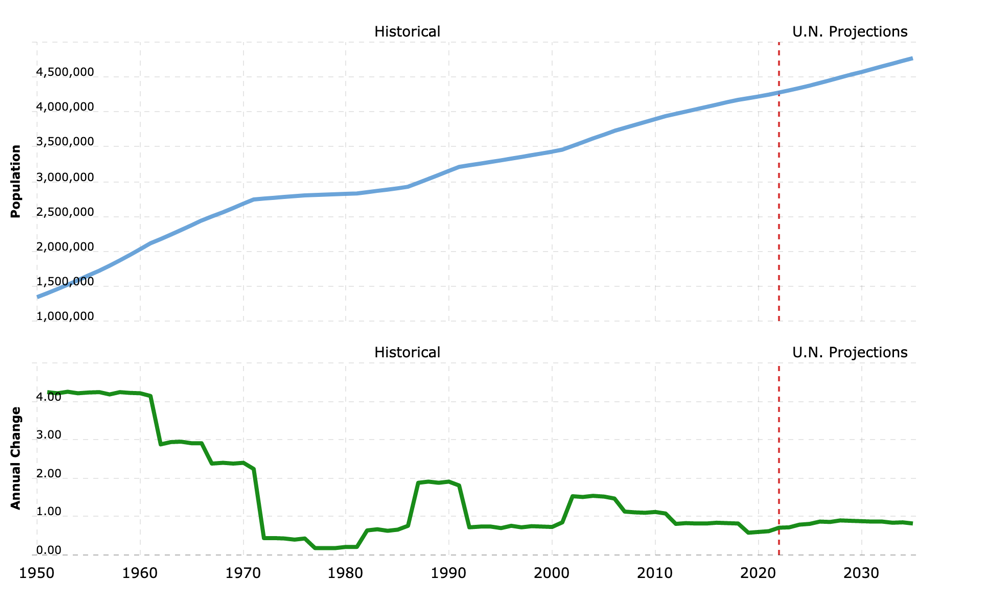 Historical U.N. Projections
4,500,000
4,000,000
3,500,000
3,000,000
2,500,000
2,000,000
1,500,000
1,000,000
Population
Historical U.N. Projections
4.00
3.00
2.00
1.00
0.00
Annual Change
1950 1960 1970 1980 1990 2000 2010 2020 2030